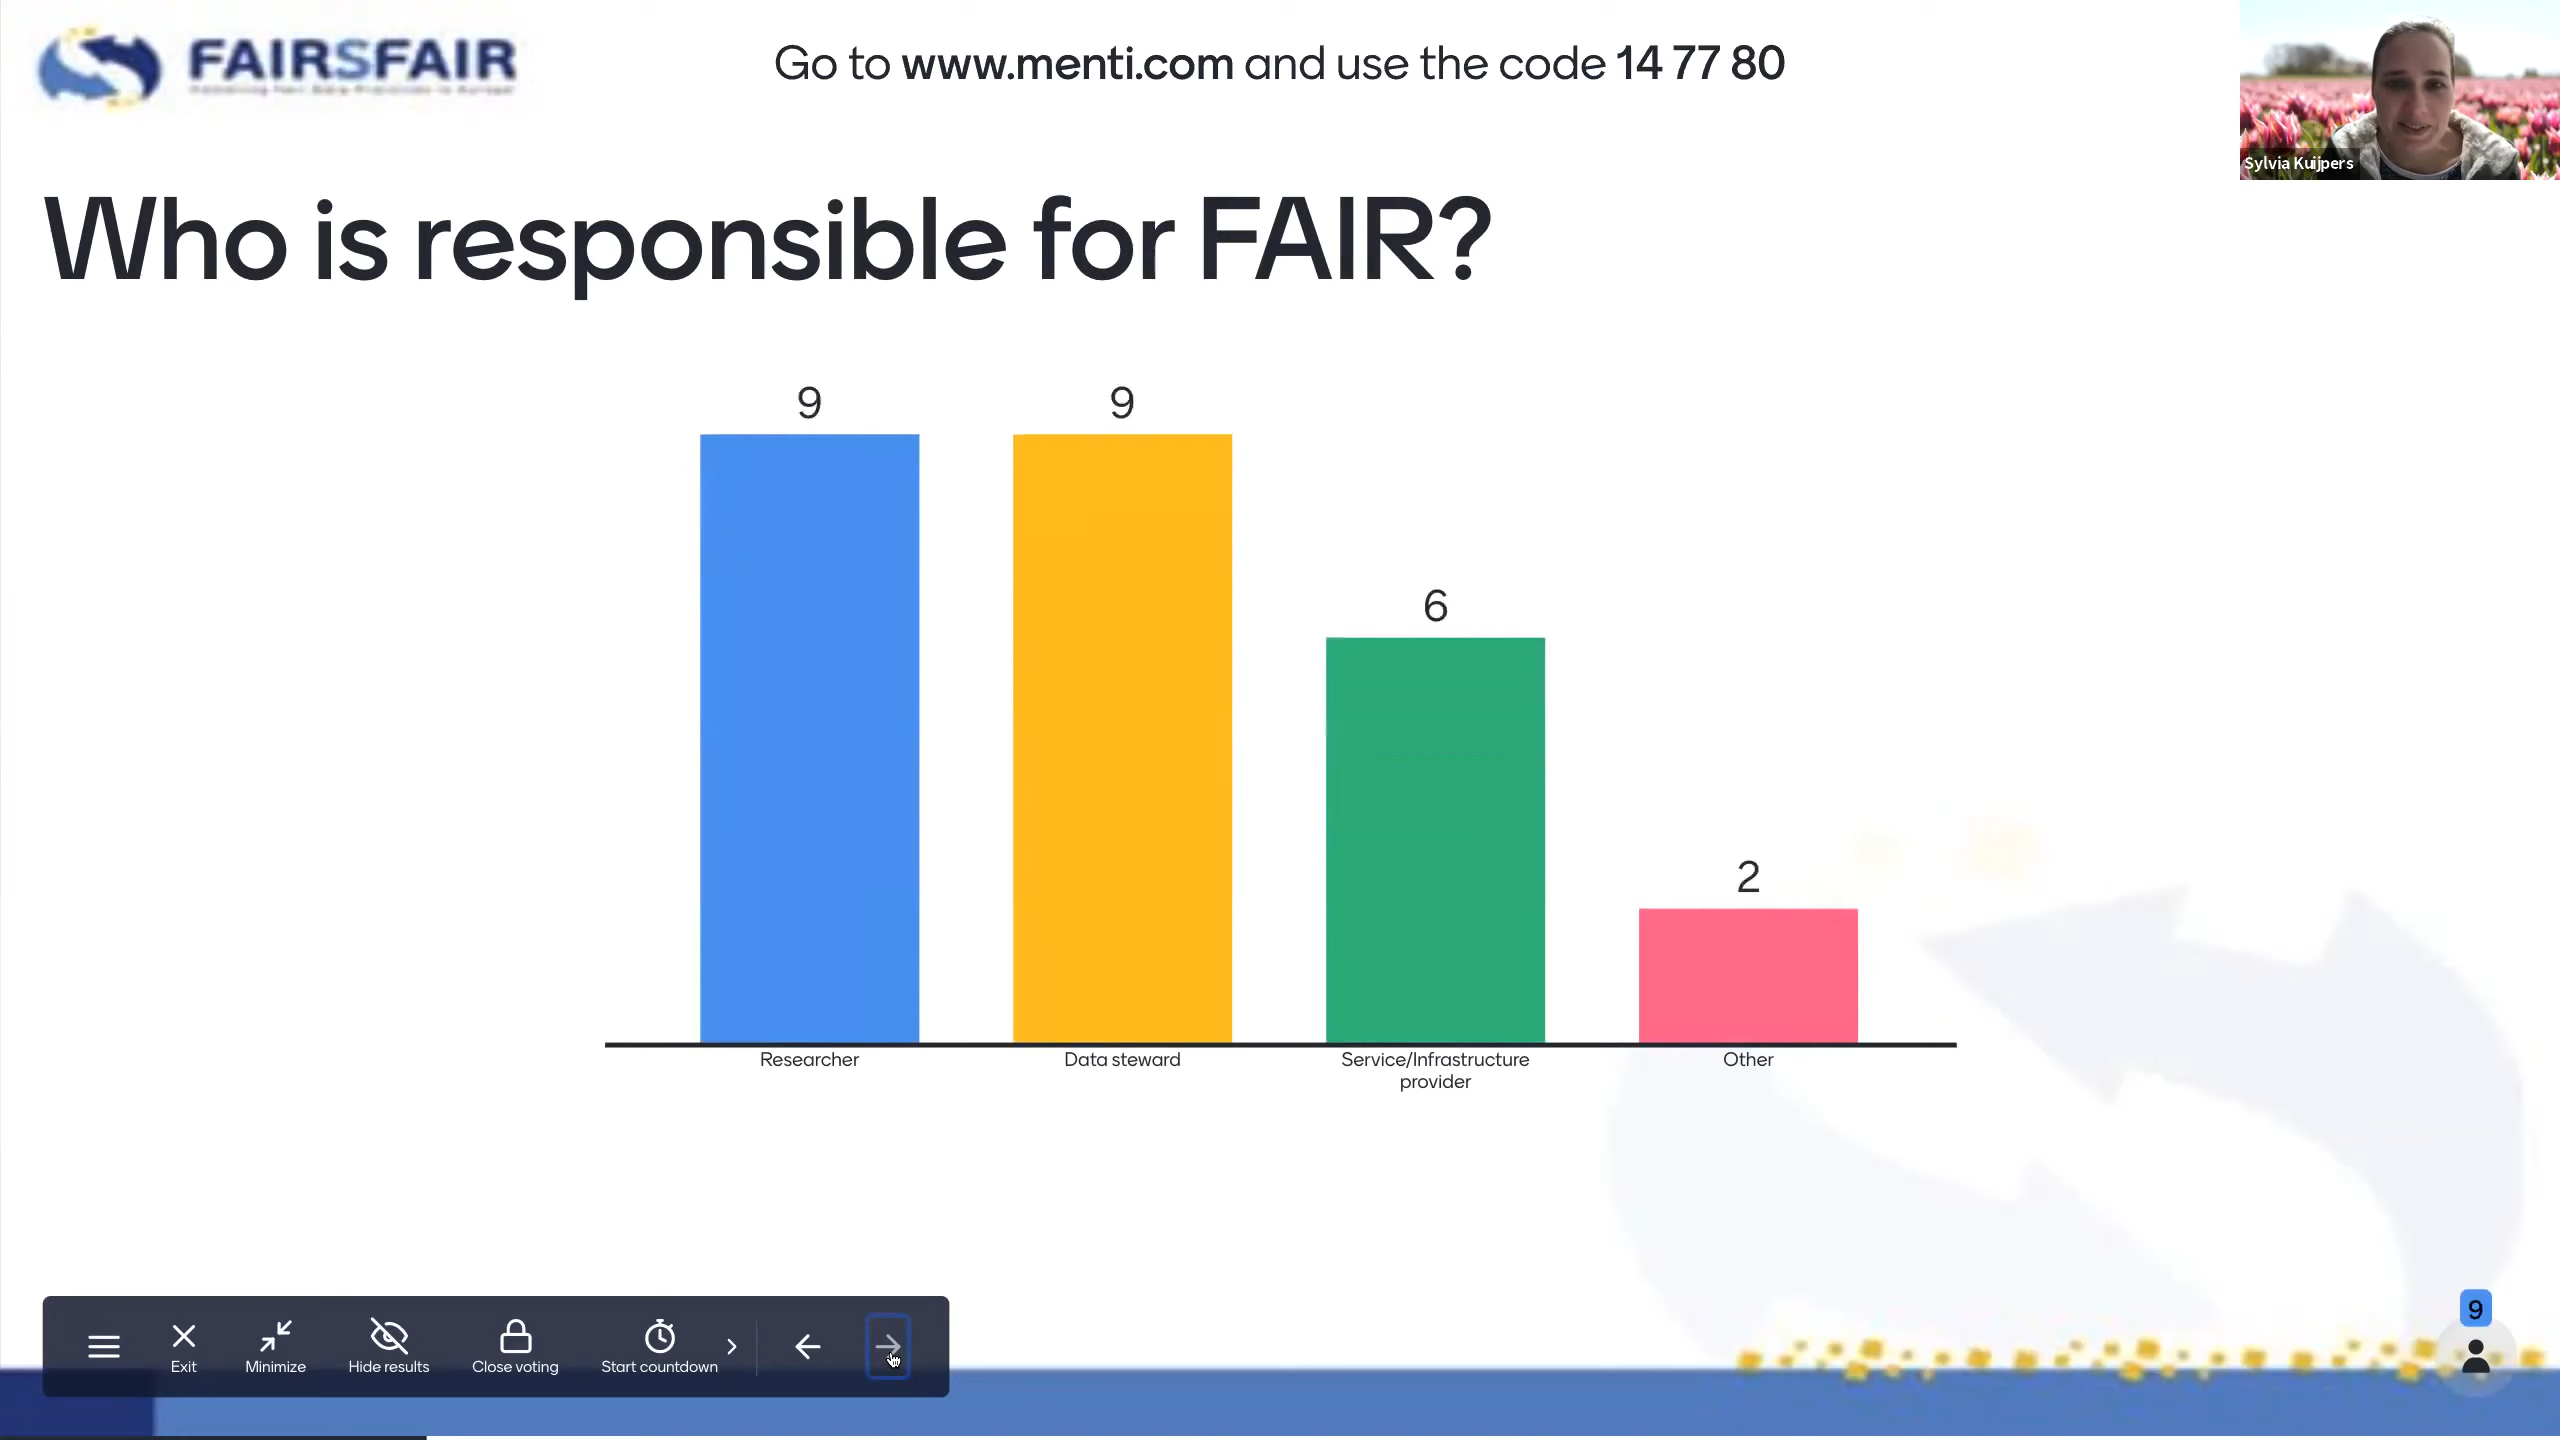 FAIRSFAIR
Go to www.menti.com and use the code 14 77 80
Sylvia Kuijpers
Who is responsible for FAIR?
9
9
6
2
Researcher
Data steward
Service/Infrastructure
provider
Other
9
Exit
Minimize
Hide results
Close voting
Start countdown